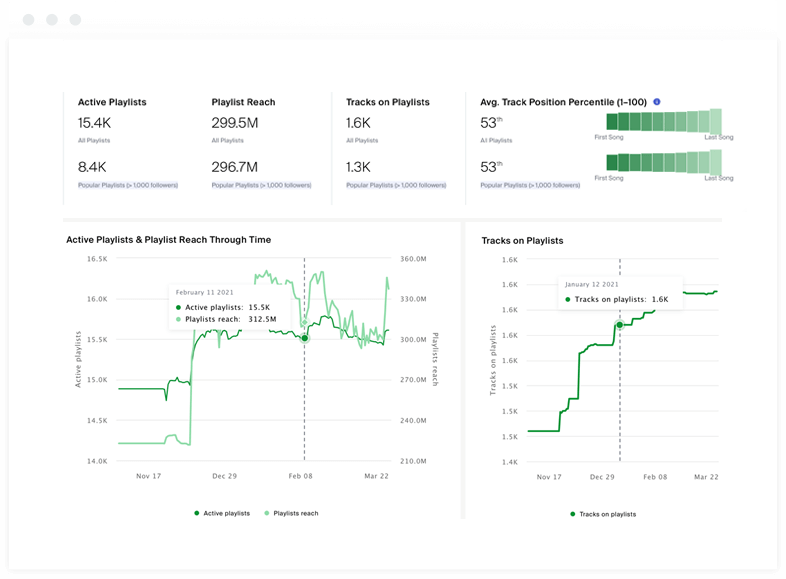 Active Playlists
15.4K
All Playlists
8.4K
Popular Playlists (> 1,000 followers)
Playlist Reach
299.5M
All Playlists
296.7M
Popular Playlists (> 1,000 followers)
Tracks on Playlists
1.6K
All Playlists
1.3K
Popular Playlists (> 1,000 followers)
Avg. Track Position Percentile (1–100)
53th
All Playlists
First Song
Last Song
53th
Popular Playlists (> 1,000 followers)
First Song
Last Song
Active Playlists & Playlist Reach Through Time
16.5K
16.0K
15.5K
15.0K
14.5K
14.0K
Active playlists
February 11 2021
Active playlists: 15.5K
Playlists reach: 312.5M
360.0M
330.0M
300.0M
270.0M
240.0M
210.0M
Playlists reach
Nov 17
Dec 29
Feb 08
Mar 22
Active playlists
Playlists reach
Tracks on Playlists
1.6K
1.6K
1.6K
1.6K
1.6K
1.5K
1.5K
1.5K
1.4K
Tracks on playlists
January 12 2021
Tracks on playlists: 1.6K
Nov 17
Dec 29
Feb 08
Mar 22
Tracks on playlists